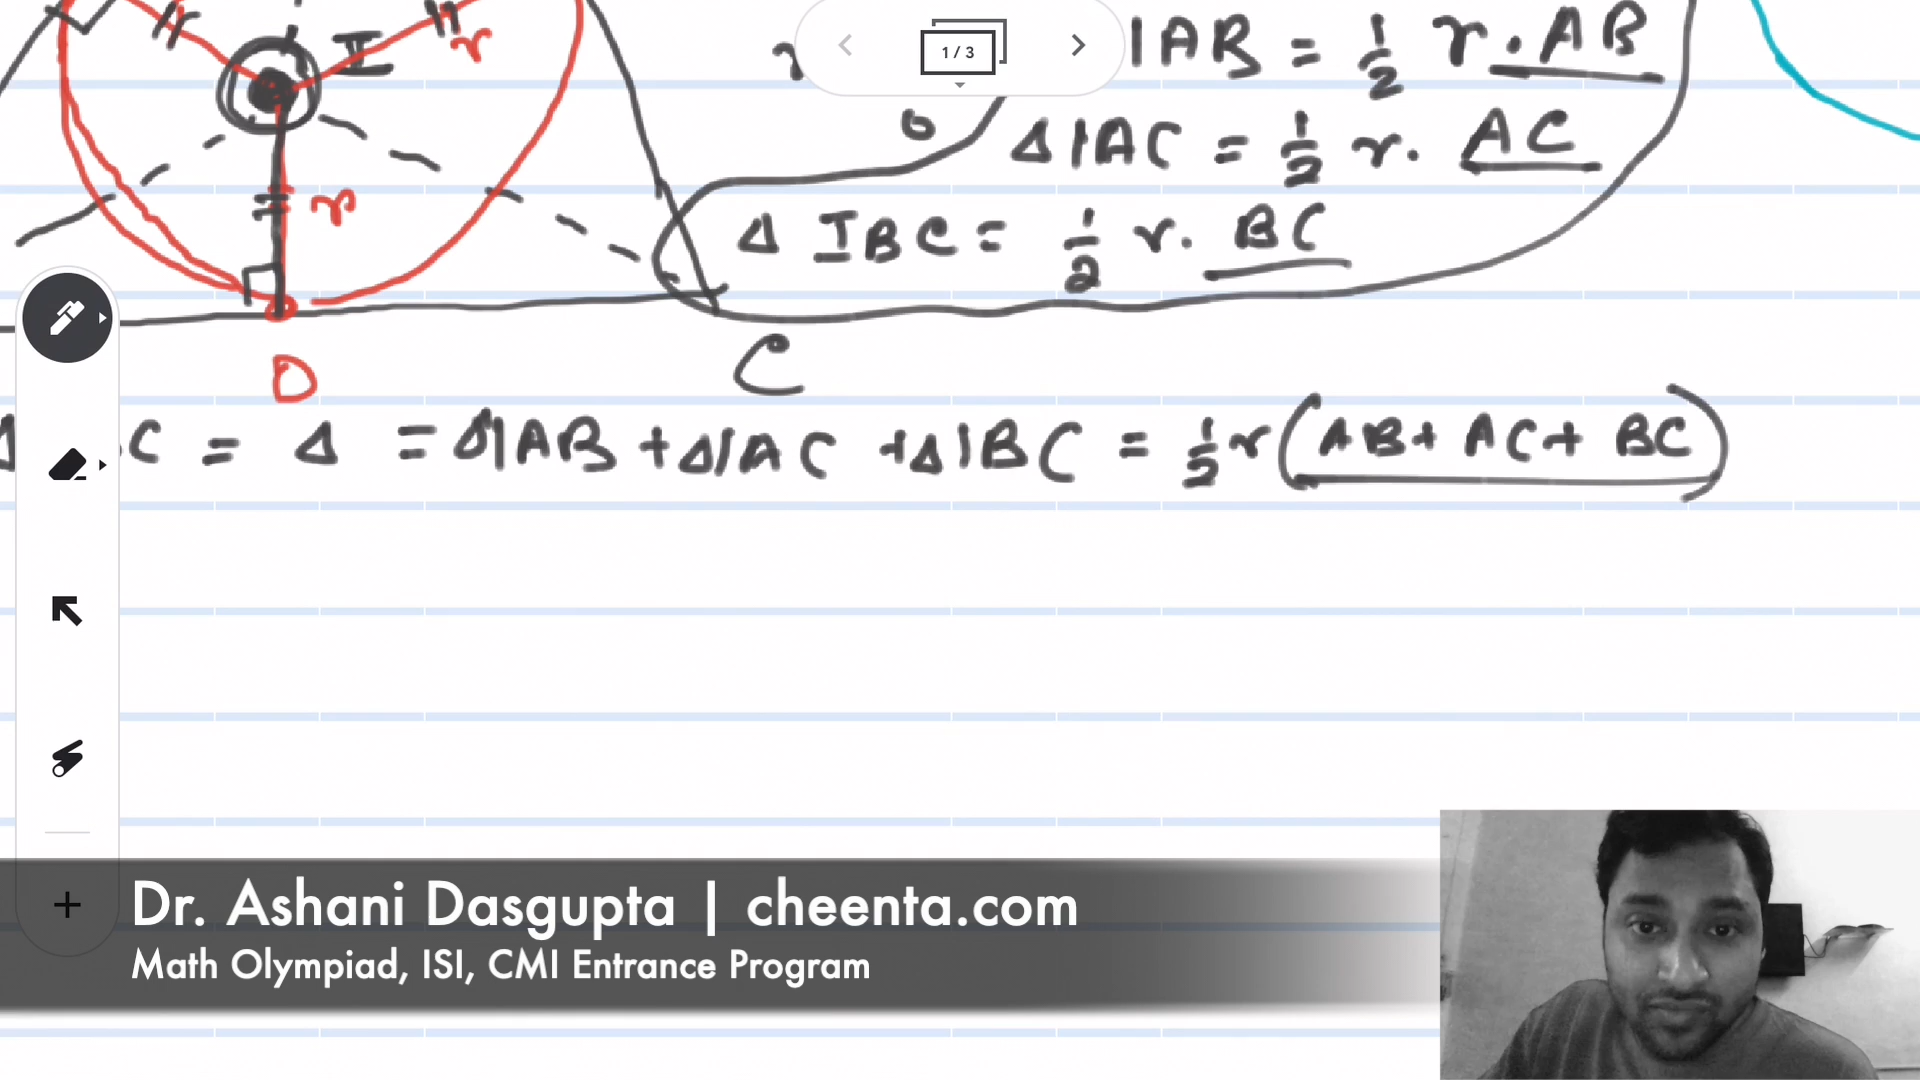 I
r
r
D
C
IAB = 1/2 r . AB
1 / 3
ΔIAC = 1/2 r. AC
Δ IBC = 1/2 r. BC
C = Δ = ΔIAB + ΔIAC + ΔIBC = 1/2 r (AB + AC + BC)
Dr. Ashani Dasgupta | cheenta.com
Math Olympiad, ISI, CMI Entrance Program